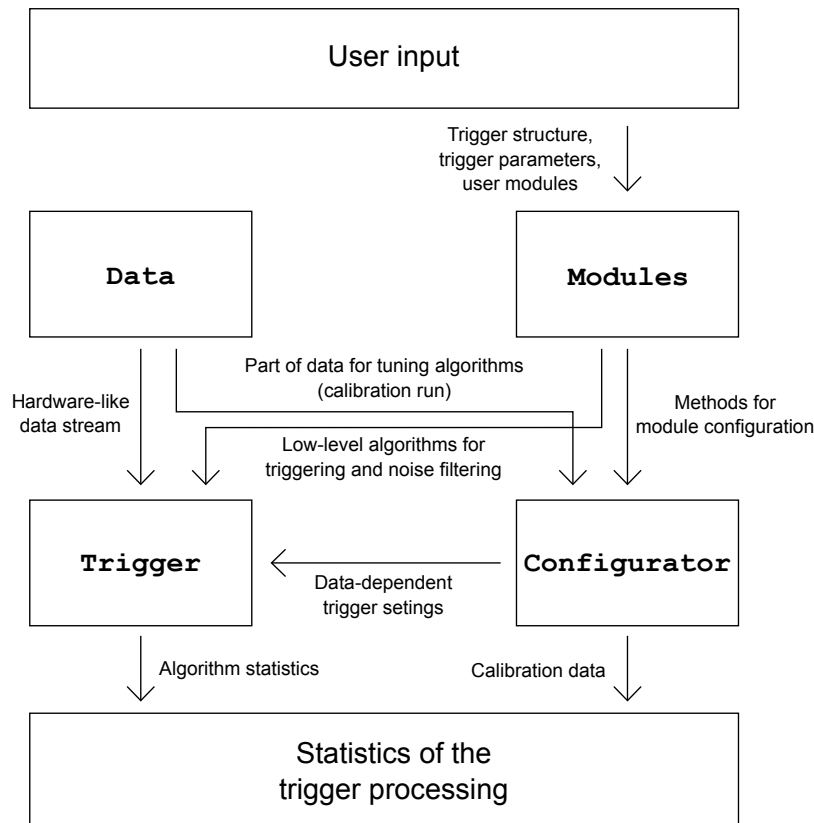 User input
Trigger structure,
trigger parameters,
user modules
Data
Modules
Part of data for tuning algorithms
(calibration run)
Hardware-like
data stream
Methods for
module configuration
Low-level algorithms for
triggering and noise filtering
Trigger
Configurator
Data-dependent
trigger setings
Algorithm statistics
Calibration data
Statistics of the
trigger processing